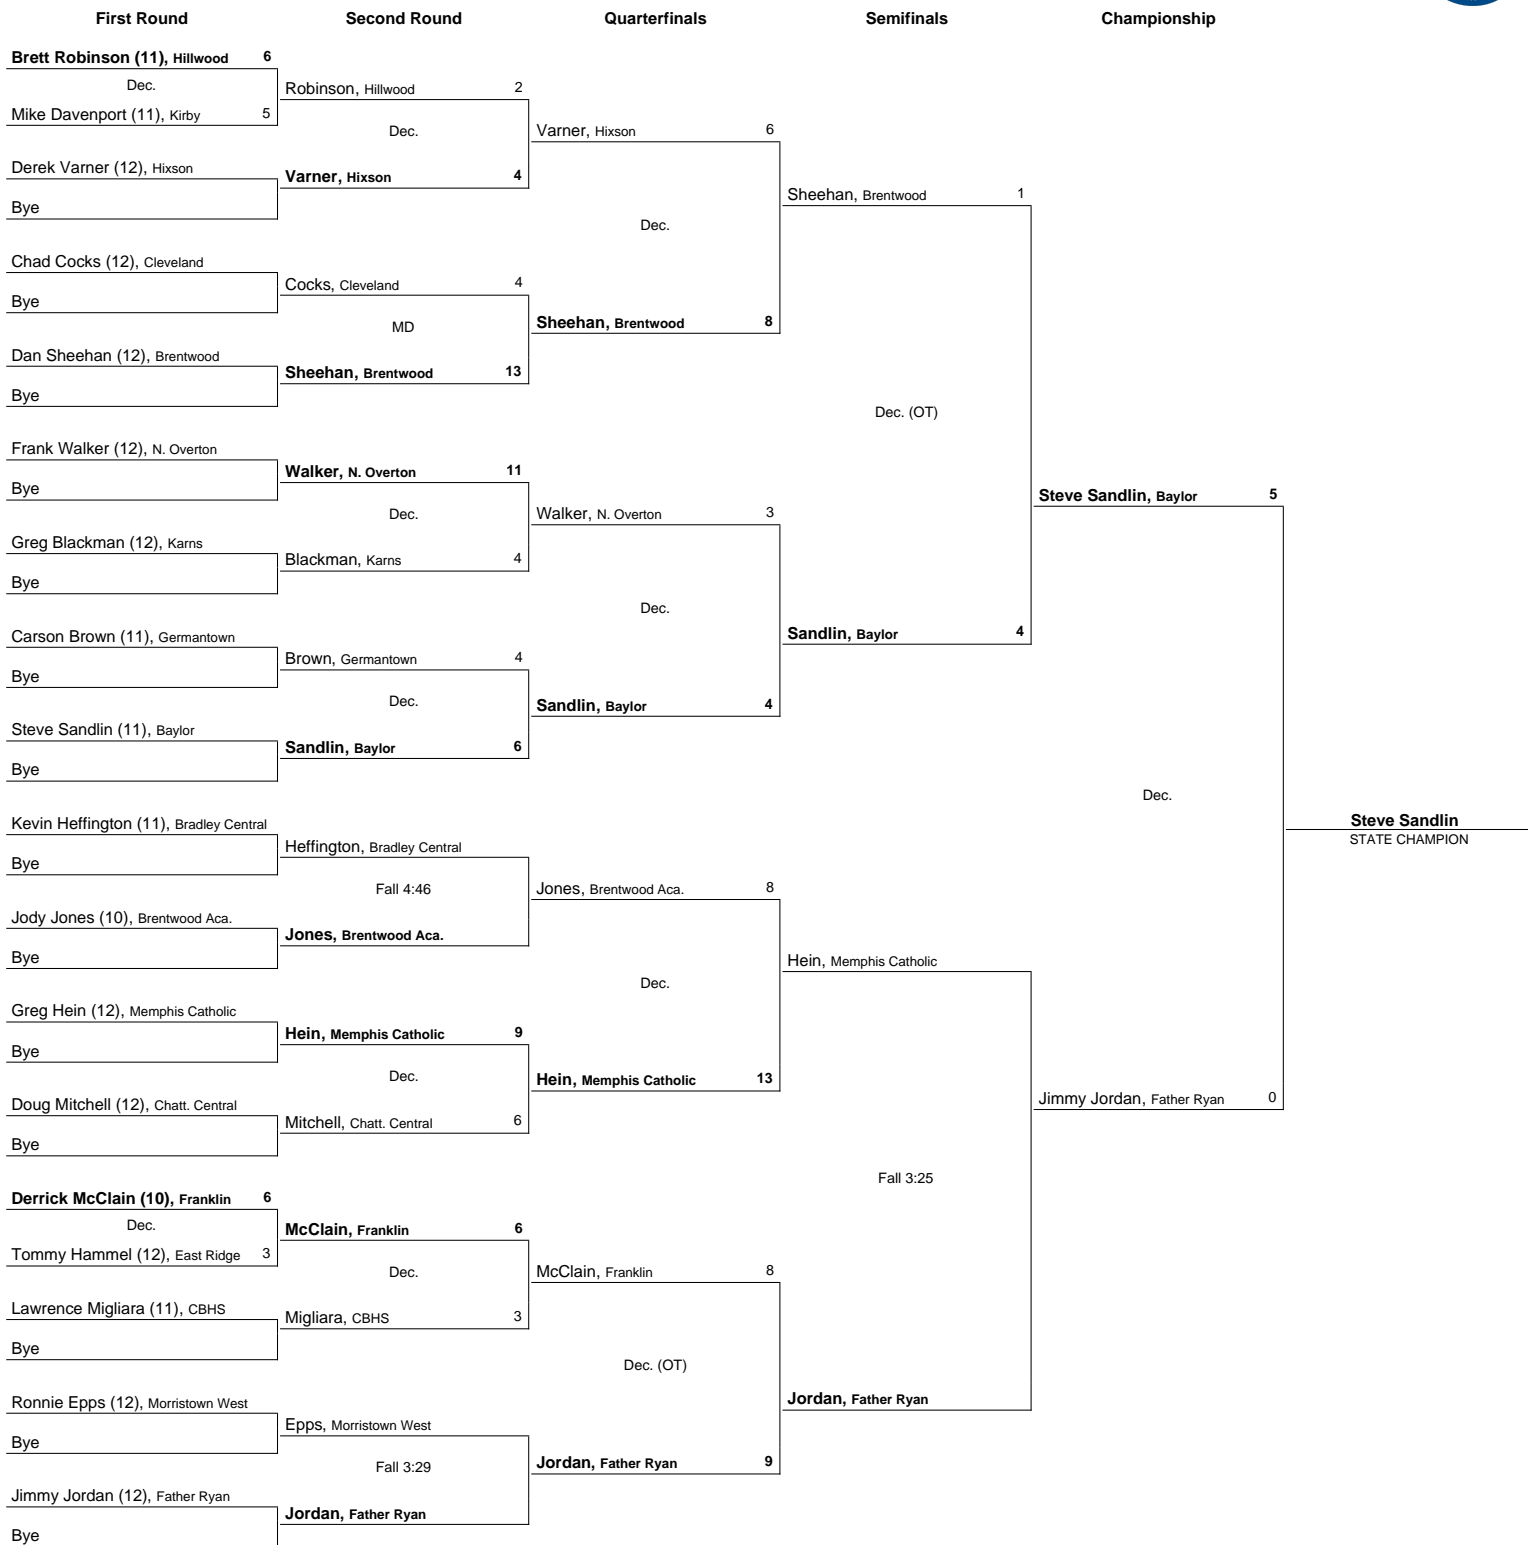 First Round Second Round Quarterfinals Semifinals Championship
Brett Robinson (11), Hillwood 6
Dec.
Mike Davenport (11), Kirby 5
Derek Varner (12), Hixson
Bye
Chad Cocks (12), Cleveland
Bye
Dan Sheehan (12), Brentwood
Bye
Frank Walker (12), N. Overton
Bye
Greg Blackman (12), Karns
Bye
Carson Brown (11), Germantown
Bye
Steve Sandlin (11), Baylor
Bye
Kevin Heffington (11), Bradley Central
Bye
Jody Jones (10), Brentwood Aca.
Bye
Greg Hein (12), Memphis Catholic
Bye
Doug Mitchell (12), Chatt. Central
Bye
Derrick McClain (10), Franklin 6
Dec.
Tommy Hammel (12), East Ridge 3
Lawrence Migliara (11), CBHS
Bye
Ronnie Epps (12), Morristown West
Bye
Jimmy Jordan (12), Father Ryan
Bye
Robinson, Hillwood 2
Dec.
Varner, Hixson 4
Cocks, Cleveland 4
MD
Sheehan, Brentwood 13
Walker, N. Overton 11
Dec.
Blackman, Karns 4
Brown, Germantown 4
Dec.
Sandlin, Baylor 6
Heffington, Bradley Central
Fall 4:46
Jones, Brentwood Aca.
Hein, Memphis Catholic 9
Dec.
Mitchell, Chatt. Central 6
McClain, Franklin 6
Dec.
Migliara, CBHS 3
Epps, Morristown West
Fall 3:29
Jordan, Father Ryan
Varner, Hixson 6
Dec.
Sheehan, Brentwood 8
Walker, N. Overton 3
Dec.
Sandlin, Baylor 4
Jones, Brentwood Aca. 8
Dec.
Hein, Memphis Catholic 13
McClain, Franklin 8
Dec. (OT)
Jordan, Father Ryan 9
Sheehan, Brentwood 1
Dec. (OT)
Sandlin, Baylor 4
Hein, Memphis Catholic
Fall 3:25
Jordan, Father Ryan
Steve Sandlin, Baylor 5
Dec.
Jimmy Jordan, Father Ryan 0
Steve Sandlin
STATE CHAMPION